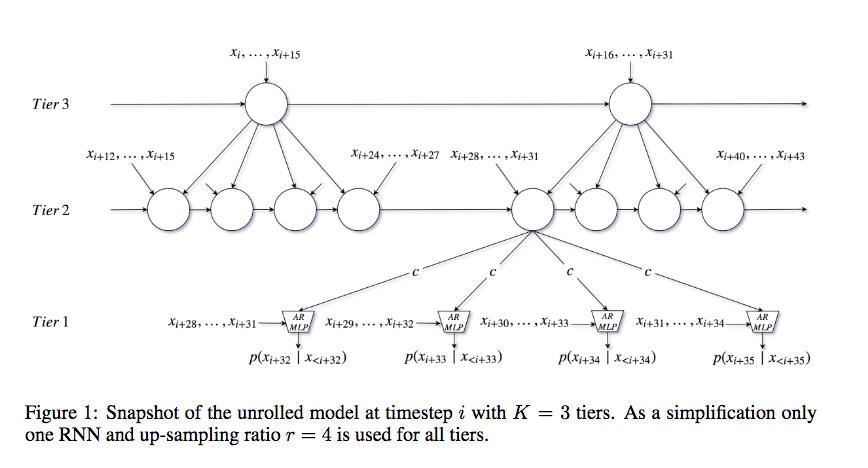 x_i, … , x_{i+15} x_{i+16}, … , x_{i+31}
Tier 3
x_{i+12}, … , x_{i+15} x_{i+24}, … , x_{i+27} x_{i+28}, … , x_{i+31} x_{i+40}, … , x_{i+43}
Tier 2
c c c c
Tier 1 x_{i+28}, … , x_{i+31} AR MLP x_{i+29}, … , x_{i+32} AR MLP x_{i+30}, … , x_{i+33} AR MLP x_{i+31}, … , x_{i+34} AR MLP
p(x_{i+32} | x_{<i+32}) p(x_{i+33} | x_{<i+33}) p(x_{i+34} | x_{<i+34}) p(x_{i+35} | x_{<i+35})
Figure 1: Snapshot of the unrolled model at timestep i with K = 3 tiers. As a simplification only
one RNN and up-sampling ratio r = 4 is used for all tiers.